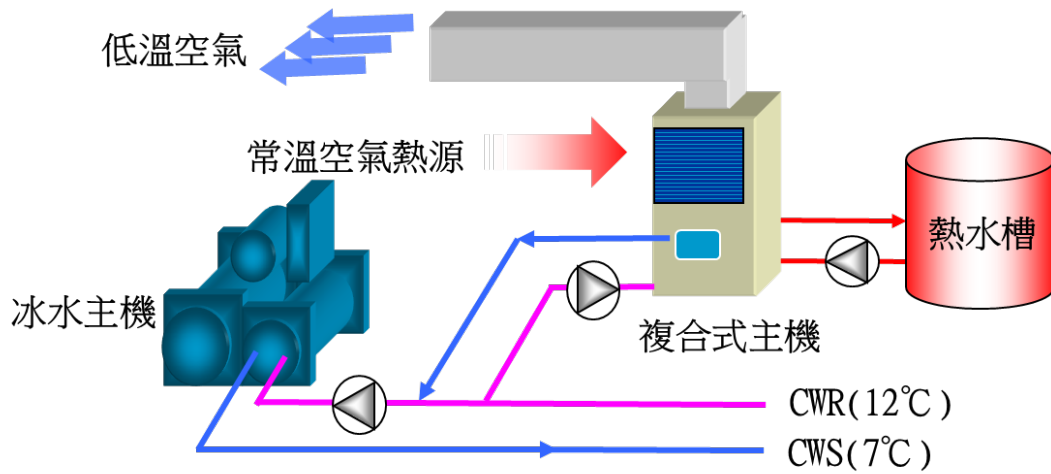 低溫空氣
常溫空氣熱源
熱水槽
冰水主機
複合式主機
CWR(12℃)
CWS(7℃)